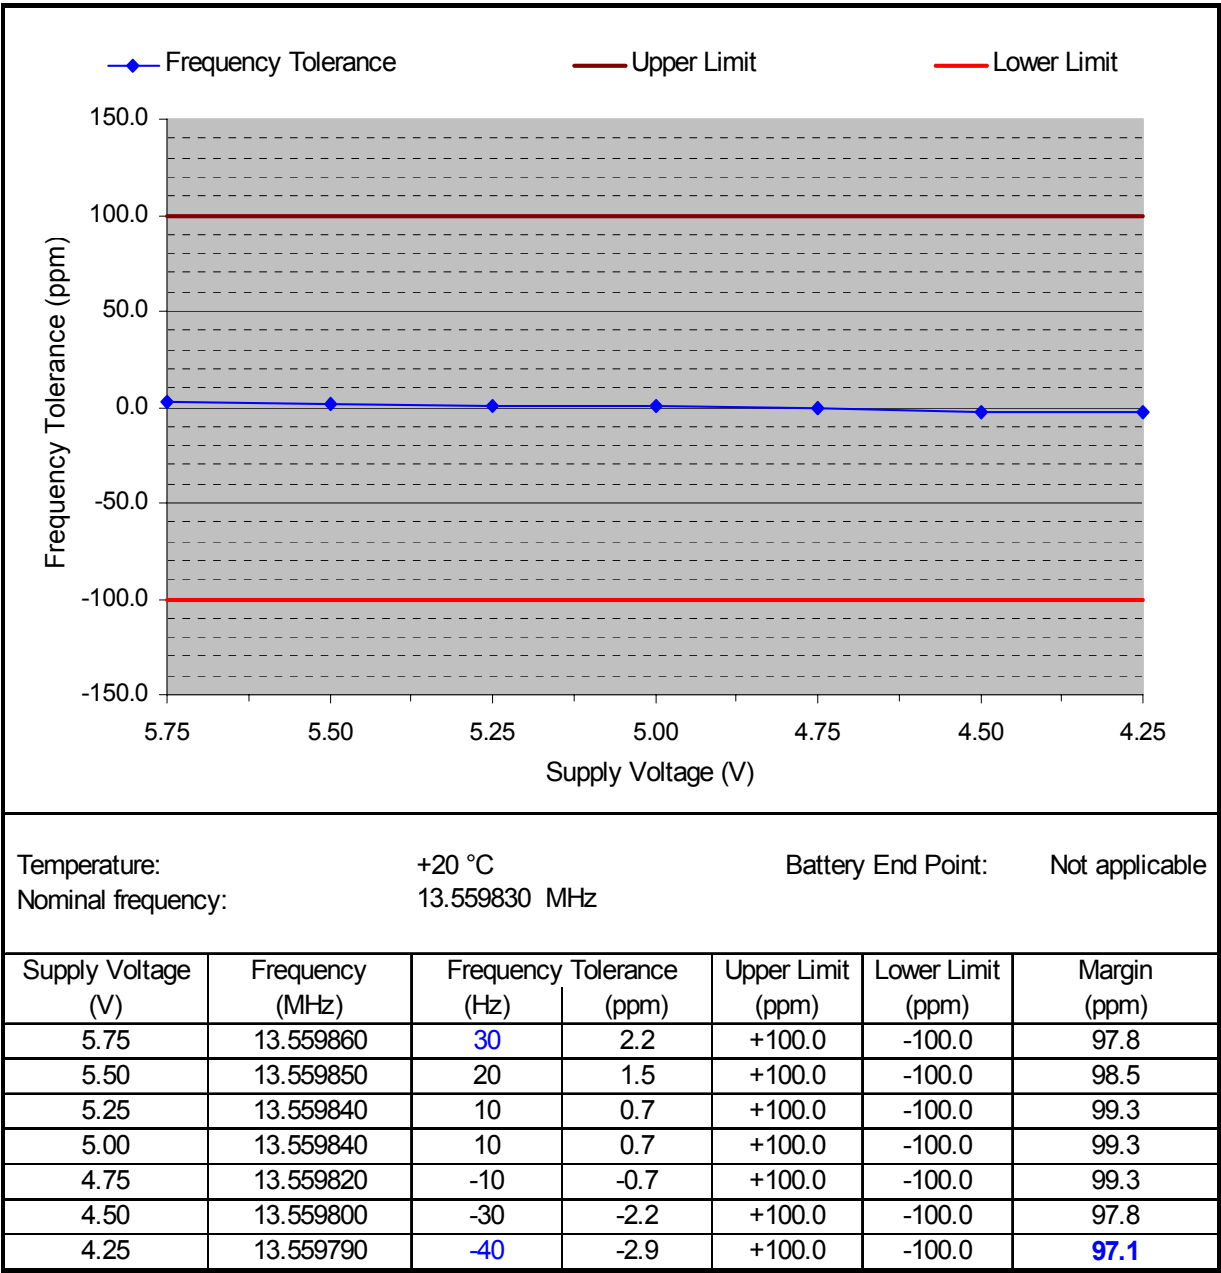 Frequency Tolerance Upper Limit Lower Limit
150.0
100.0
50.0
0.0
-50.0
-100.0
-150.0
Frequency Tolerance (ppm)
5.75 5.50 5.25 5.00 4.75 4.50 4.25
Supply Voltage (V)
Temperature: +20 °C Battery End Point: Not applicable
Nominal frequency: 13.559830 MHz
Supply Voltage Frequency Frequency Tolerance Upper Limit Lower Limit Margin
(V) (MHz) (Hz) (ppm) (ppm) (ppm) (ppm)
5.75 13.559860 30 2.2 +100.0 -100.0 97.8
5.50 13.559850 20 1.5 +100.0 -100.0 98.5
5.25 13.559840 10 0.7 +100.0 -100.0 99.3
5.00 13.559840 10 0.7 +100.0 -100.0 99.3
4.75 13.559820 -10 -0.7 +100.0 -100.0 99.3
4.50 13.559800 -30 -2.2 +100.0 -100.0 97.8
4.25 13.559790 -40 -2.9 +100.0 -100.0 97.1